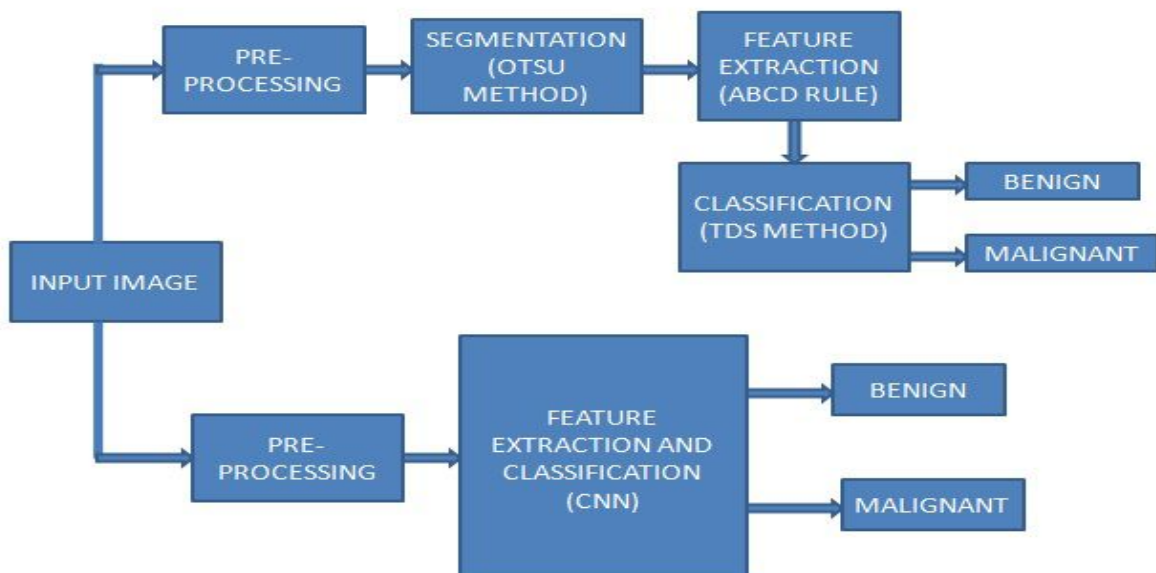 PRE-
PROCESSING
SEGMENTATION
(OTSU
METHOD)
FEATURE
EXTRACTION
(ABCD RULE)
CLASSIFICATION
(TDS METHOD)
BENIGN
MALIGNANT
INPUT IMAGE
PRE-
PROCESSING
FEATURE
EXTRACTION AND
CLASSIFICATION
(CNN)
BENIGN
MALIGNANT